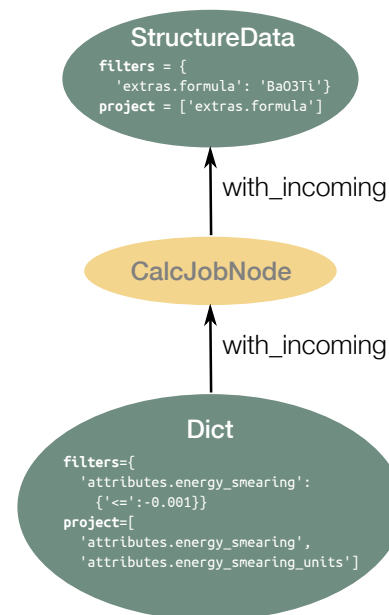 StructureData
filters = {
'extras.formula': 'BaO3Ti'}
project = ['extras.formula']
with_incoming
CalcJobNode
with_incoming
Dict
filters={
'attributes.energy_smearing':
{'<=':-0.001}}
project=[
'attributes.energy_smearing',
'attributes.energy_smearing_units']